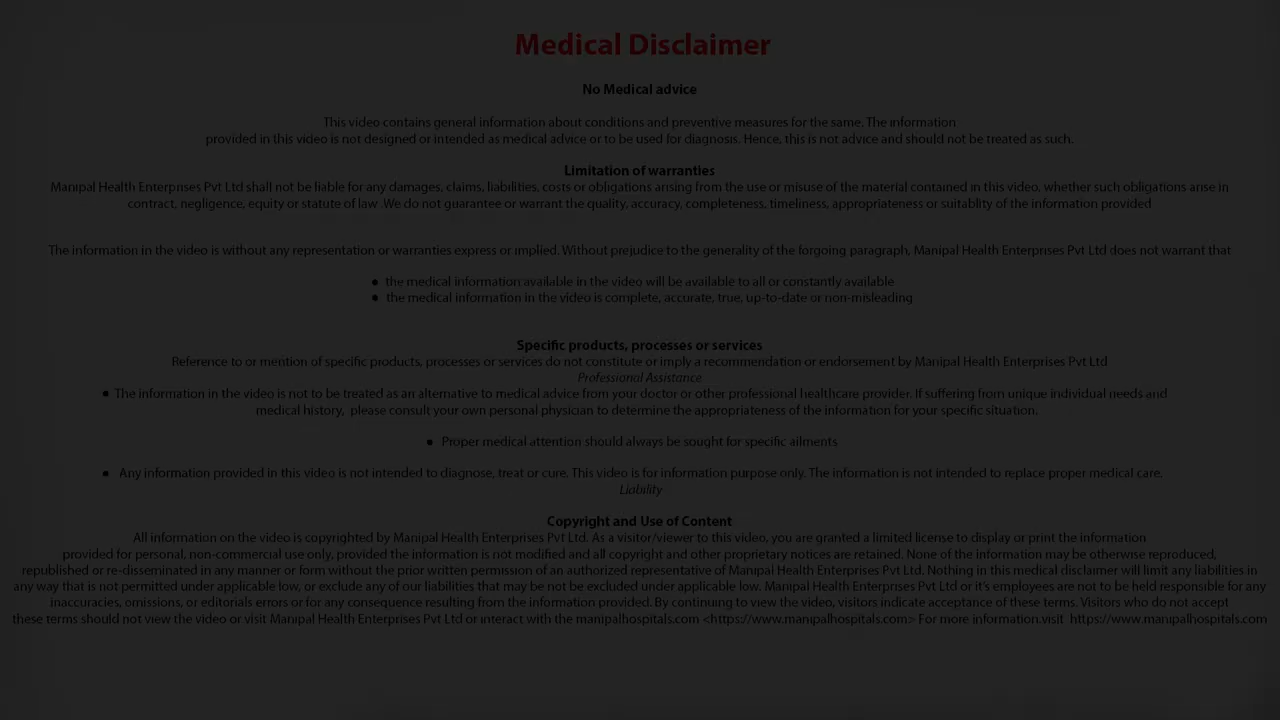 Medical Disclaimer
No Medical advice
This video contains general information about conditions and preventive measures for the same. The information
provided in this video is not designed or intended as medical advice or to be used for diagnosis. Hence, this is not advice and should not be treated as such.
Limitation of warranties
Manipal Health Enterprises Pvt Ltd shall not be liable for any damages, claims, liabilities, costs or obligations arising from the use or misuse of the material contained in this video, whether such obligations arise in
contract, negligence, equity or statute of law .We do not guarantee or warrant the quality, accuracy, completeness, timeliness, appropriateness or suitablity of the information provided
The information in the video is without any representation or warranties express or implied. Without prejudice to the generality of the forgoing paragraph, Manipal Health Enterprises Pvt Ltd does not warrant that
● the medical information available in the video will be available to all or constantly available
● the medical information in the video is complete, accurate, true, up-to-date or non-misleading
Specific products, processes or services
Reference to or mention of specific products, processes or services do not constitute or imply a recommendation or endorsement by Manipal Health Enterprises Pvt Ltd
Professional Assistance
● The information in the video is not to be treated as an alternative to medical advice from your doctor or other professional healthcare provider. If suffering from unique individual needs and
medical history, please consult your own personal physician to determine the appropriateness of the information for your specific situation.
● Proper medical attention should always be sought for specific ailments
● Any information provided in this video is not intended to diagnose, treat or cure. This video is for information purpose only. The information is not intended to replace proper medical care.
Liability
Copyright and Use of Content
All information on the video is copyrighted by Manipal Health Enterprises Pvt Ltd. As a visitor/viewer to this video, you are granted a limited license to display or print the information
provided for personal, non-commercral use only, provided the information is not modified and all copyright and other proprietary notices are retained. None of the information may be otherwise reproduced,
republished or re-disseminated in any manner or form without the prior written permission of an authorized representative of Manipal Health Enterprises Pvt Ltd. Nothing in this medical disclaimer will limit any liabilities in
any way that is not permitted under applicable low, or exclude any of our liabilities that may be not be excluded under applicable low. Manipal Health Enterprises Pvt Ltd or it's employees are not to be held responsible for any
inaccuracies, omissions, or editorials errors or for any consequence resulting from the information provided. By continuing to view the video, visitors indicate acceptance of these terms. Visitors who do not accept
these terms should not view the video or visit Manipal Health Enterprises Pvt Ltd or interact with the manipalhospitals.com <https://www.manipalhospitals.com> For more information.visit https://www.manipalhospitals.com